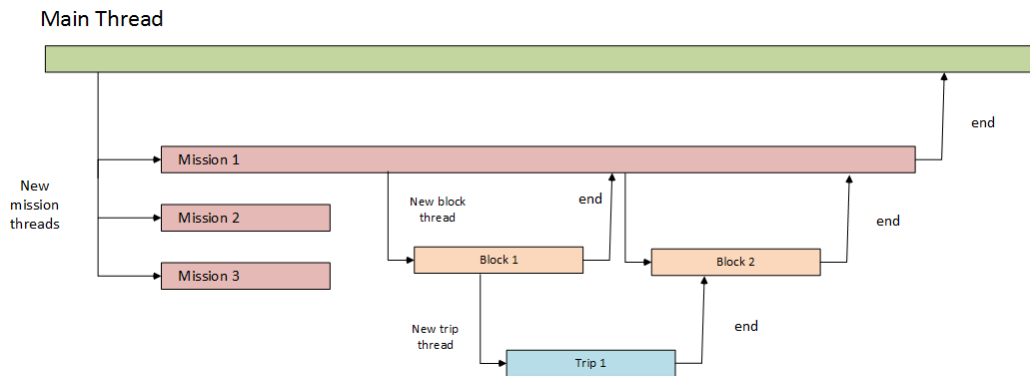 Main Thread
end
Mission 1
New
mission
threads
New block
thread
end
Mission 2
end
Block 1
Block 2
Mission 3
New trip
thread
end
Trip 1